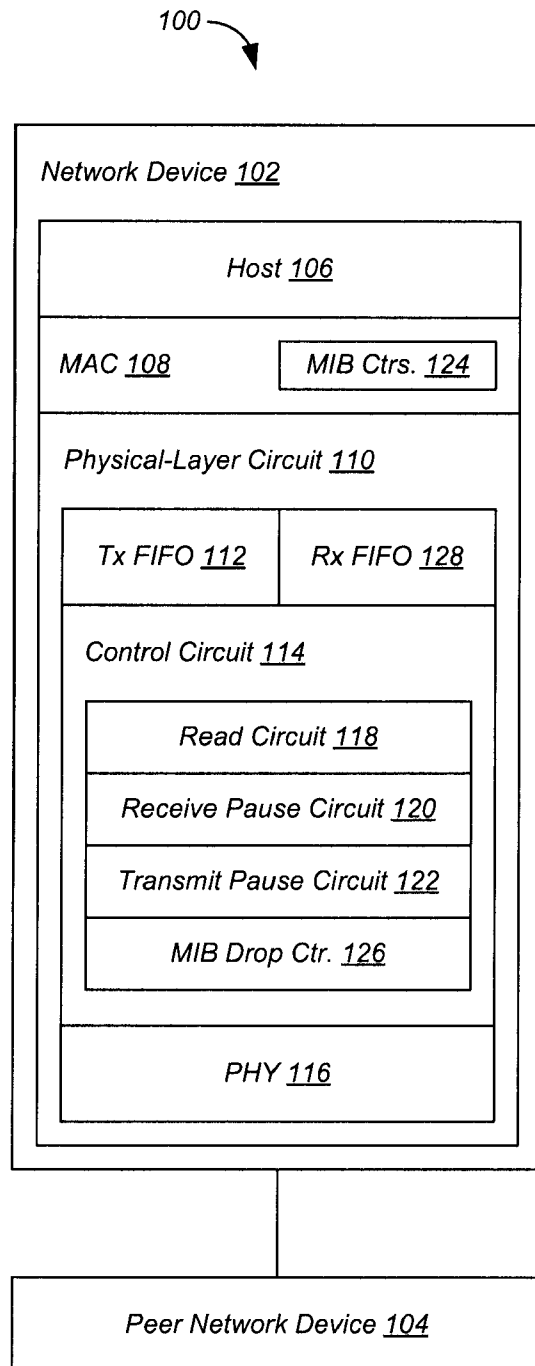 100
Network Device 102
Host 106
MAC 108
MIB Ctrs. 124
Physical-Layer Circuit 110
Tx FIFO 112
Rx FIFO 128
Control Circuit 114
Read Circuit 118
Receive Pause Circuit 120
Transmit Pause Circuit 122
MIB Drop Ctr. 126
PHY 116
Peer Network Device 104